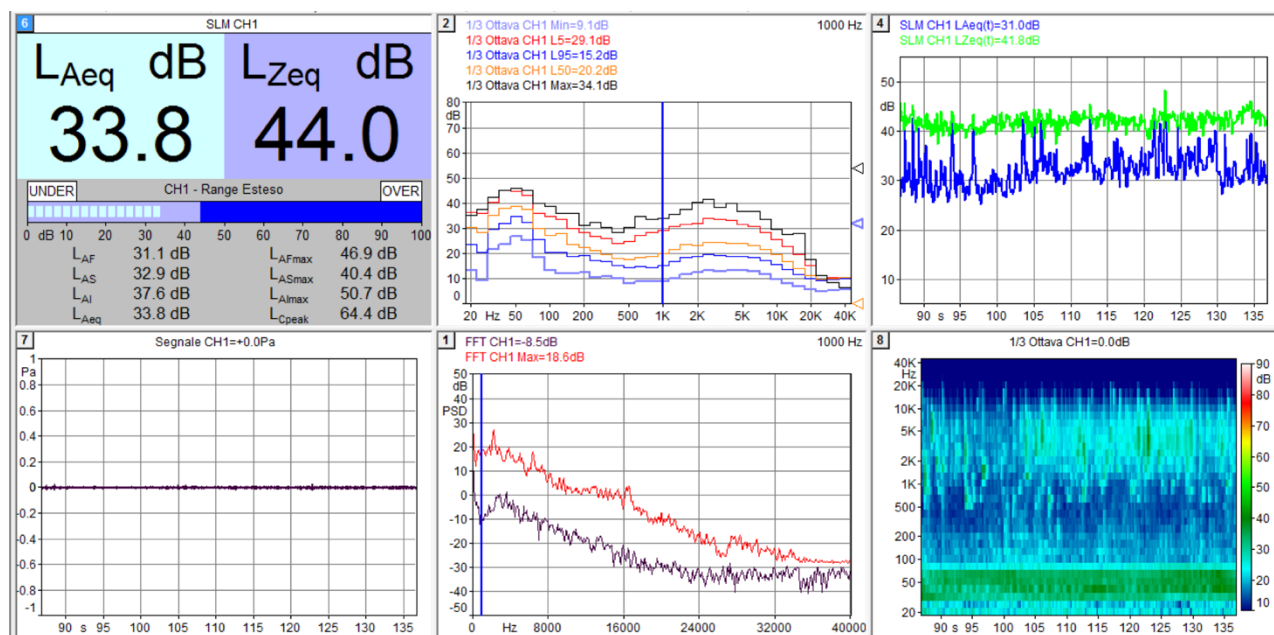 6
SLM CH1
LAeq dB
33.8
LZeq dB
44.0
UNDER
CH1 - Range Esteso
OVER
0 dB 10 20 30 40 50 60 70 80 90 100
LAF 31.1 dB LAFmax 46.9 dB
LAS 32.9 dB LASmax 40.4 dB
LAI 37.6 dB LAImax 50.7 dB
LAeq 33.8 dB LCpeak 64.4 dB
2
1/3 Ottava CH1 Min=9.1dB
1000 Hz
1/3 Ottava CH1 L5=29.1dB
1/3 Ottava CH1 L95=15.2dB
1/3 Ottava CH1 L50=20.2dB
1/3 Ottava CH1 Max=34.1dB
80
dB
70
60
50
40
30
20
10
0
20 Hz 50 100 200 500 1K 2K 5K 10K 20K 40K
4
SLM CH1 LAeq(t)=31.0dB
SLM CH1 LZeq(t)=41.8dB
50
dB
40
30
20
10
90 s 95 105 115 125 135
7
Segnale CH1=+0.0Pa
1
Pa
0.8
0.6
0.4
0.2
0
-0.2
-0.4
-0.6
-0.8
-1
90 s 95 100 105 110 115 120 125 130 135
1
FFT CH1=-8.5dB
1000 Hz
FFT CH1 Max=18.6dB
50
dB
40
PSD
30
20
10
0
-10
-20
-30
-40
-50
0 Hz 8000 16000 24000 32000 40000
8
1/3 Ottava CH1=0.0dB
40K
Hz
20K
10K
5K
2K
1K
500
200
100
50
20
90 s 95 100 105 110 115 120 125 130 135
90
dB
80
70
60
50
40
30
20
10